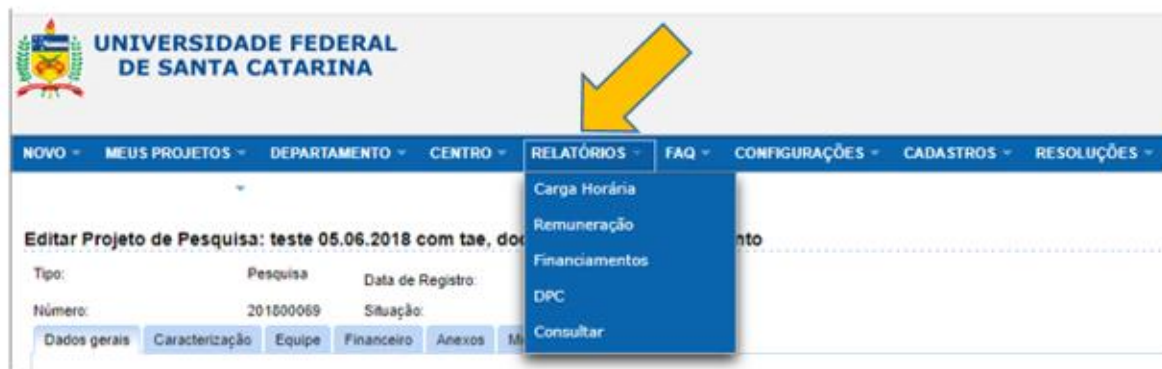 UNIVERSIDADE FEDERAL
DE SANTA CATARINA
NOVO MEUS PROJETOS DEPARTAMENTO CENTRO RELATÓRIOS FAQ CONFIGURAÇÕES CADASTROS RESOLUÇÕES
Carga Horária
Remuneração
Financiamentos
DPC
Consultar
Editar Projeto de Pesquisa: teste 05.06.2018 com tae, do nto
Tipo: Pesquisa Data de Registro:
Número: 201800069 Situação:
Dados gerais Caracterização Equipe Financeiro Anexos M